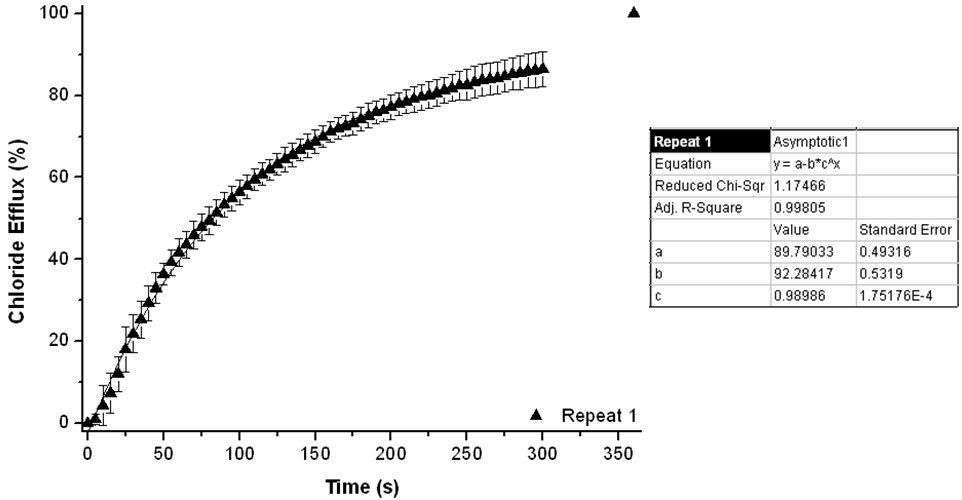 100
80
60
40
20
0
Chloride Efflux (%)
0 50 100 150 200 250 300 350
Time (s)
Repeat 1
Repeat 1 Asymptotic1
Equation y = a-b*c^x
Reduced Chi-Sqr 1.17466
Adj. R-Square 0.99805
Value Standard Error
a 89.79033 0.49316
b 92.28417 0.5319
c 0.98986 1.75176E-4